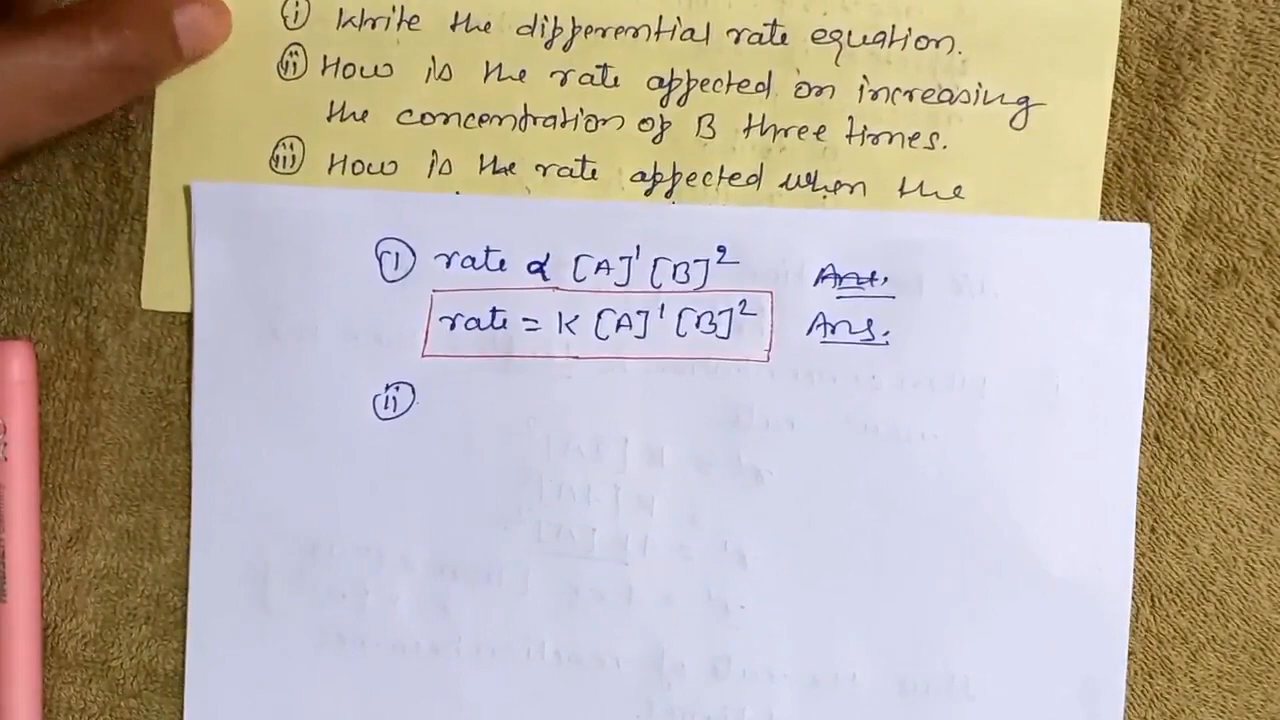 (i) Write the differential rate equation.
(ii) How is the rate affected on increasing
the concentration of B three times.
(iii) How is the rate affected when the
(i) rate ∝ [A]¹ [B]² Ans.
rate = K [A]¹ [B]² Ans.
(ii)